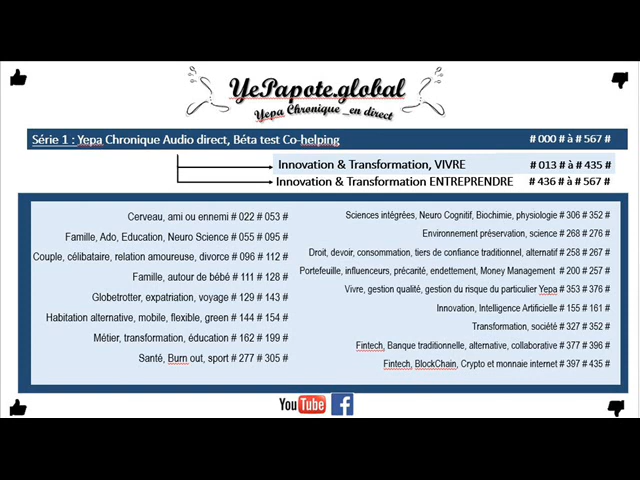 YePapote.global
Yepa Chronique _en direct
Série 1 : Yepa Chronique Audio direct, Béta test Co-helping # 000 # à # 567 #
Innovation & Transformation, VIVRE # 013 # à # 435 #
Innovation & Transformation ENTREPRENDRE # 436 # à # 567 #
Cerveau, ami ou ennemi # 022 # 053 #
Famille, Ado, Education, Neuro Science # 055 # 095 #
Couple, célibataire, relation amoureuse, divorce # 096 # 112 #
Famille, autour de bébé # 111 # 128 #
Globetrotter, expatriation, voyage # 129 # 143 #
Habitation alternative, mobile, flexible, green # 144 # 154 #
Métier, transformation, éducation # 162 # 199 #
Santé, Burn out, sport # 277 # 305 #
Sciences intégrées, Neuro Cognitif, Biochimie, physiologie # 306 # 352 #
Environnement préservation, science # 268 # 276 #
Droit, devoir, consommation, tiers de confiance traditionnel, alternatif # 258 # 267 #
Portefeuille, influenceurs, précarité, endettement, Money Management # 200 # 257 #
Vivre, gestion qualité, gestion du risque du particulier Yepa # 353 # 376 #
Innovation, Intelligence Artificielle # 155 # 161 #
Transformation, société # 327 # 352 #
Fintech, Banque traditionnelle, alternative, collaborative # 377 # 396 #
Fintech, BlockChain, Crypto et monnaie internet # 397 # 435 #
YouTube f